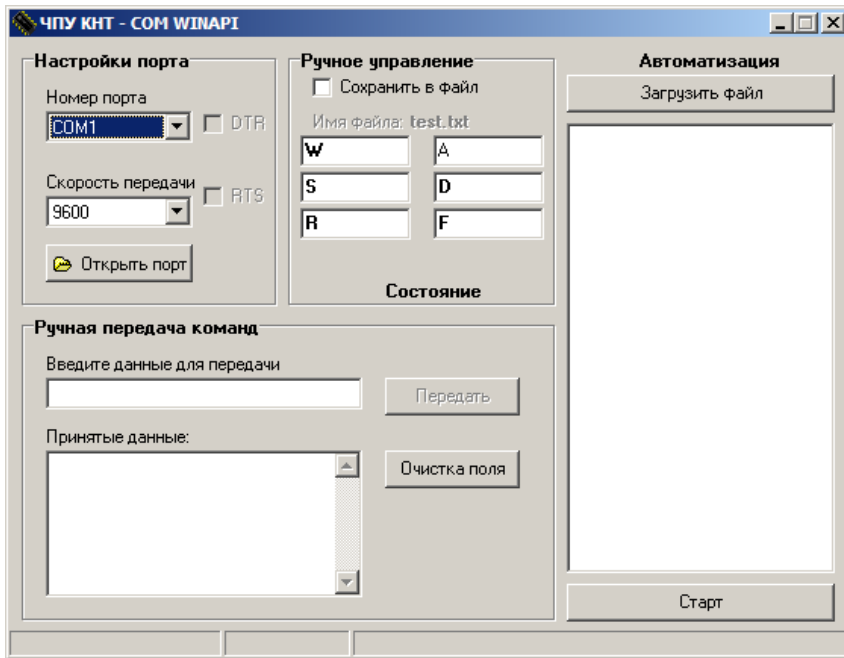 ЧПУ КНТ - COM WINAPI
Настройки порта
Номер порта
COM1
DTR
Скорость передачи
9600
RTS
Открыть порт
Ручное управление
Сохранить в файл
Имя файла: test.txt
W A
S D
R F
Состояние
Автоматизация
Загрузить файл
Ручная передача команд
Введите данные для передачи
Передать
Принятые данные:
Очистка поля
Старт